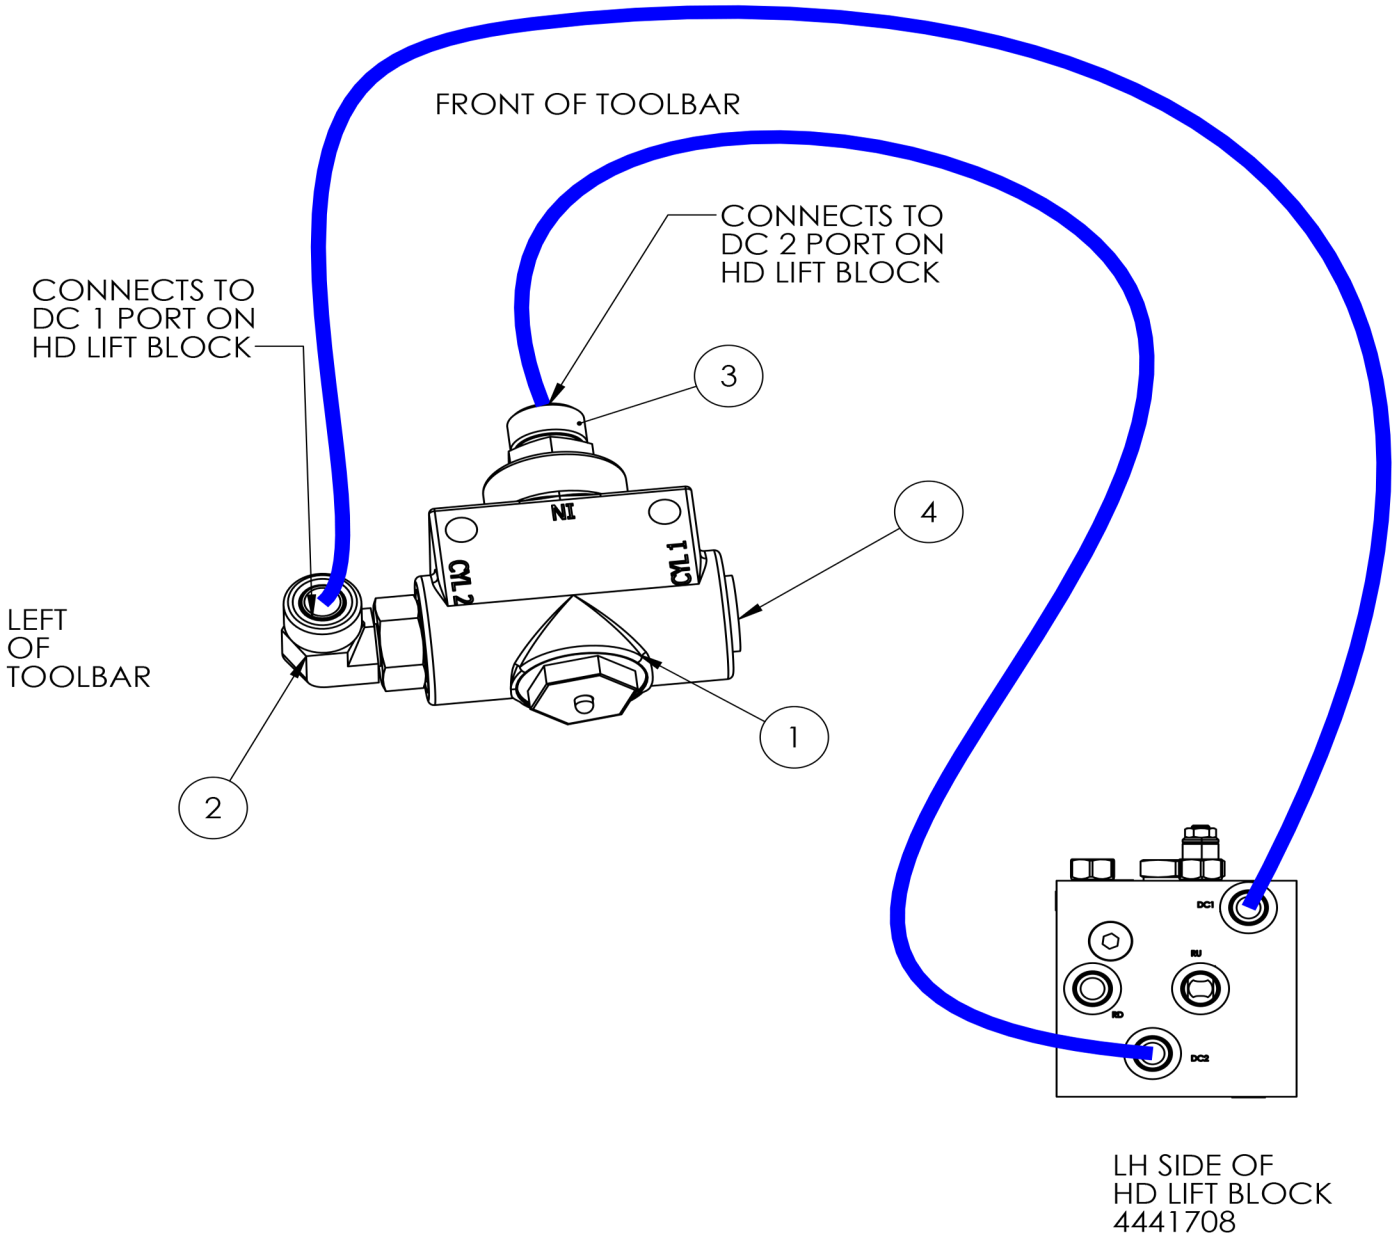 FRONT OF TOOLBAR
CONNECTS TO
DC 2 PORT ON
HD LIFT BLOCK
CONNECTS TO
DC 1 PORT ON
HD LIFT BLOCK
3
4
IN
CYL 2
CYL 1
LEFT
OF
TOOLBAR
1
2
DC1
RU
RD
DC2
LH SIDE OF
HD LIFT BLOCK
4441708